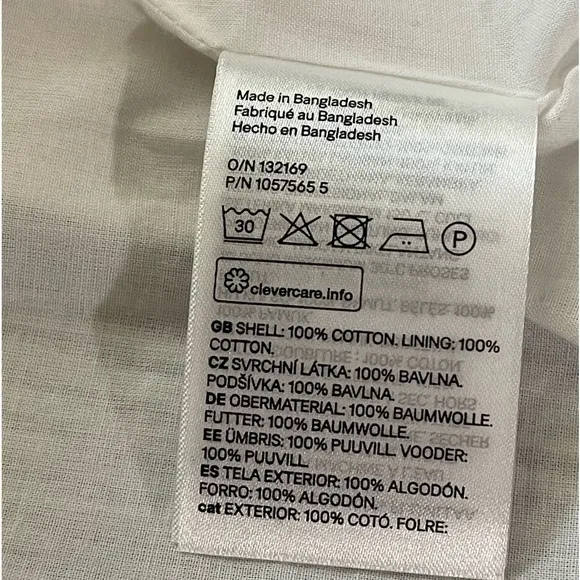 Made in Bangladesh
Fabriqué au Bangladesh
Hecho en Bangladesh
O/N 132169
P/N 1057565 5
30
P
clevercare.info
GB SHELL: 100% COTTON. LINING: 100%
COTTON.
CZ SVRCHNÍ LÁTKA: 100% BAVLNA.
PODŠÍVKA: 100% BAVLNA.
DE OBERMATERIAL: 100% BAUMWOLLE.
FUTTER: 100% BAUMWOLLE.
EE ÜMBRIS: 100% PUUVILL. VOODER:
100% PUUVILL.
ES TELA EXTERIOR: 100% ALGODÓN.
FORRO: 100% ALGODÓN.
cat EXTERIOR: 100% COTÓ. FOLRE: